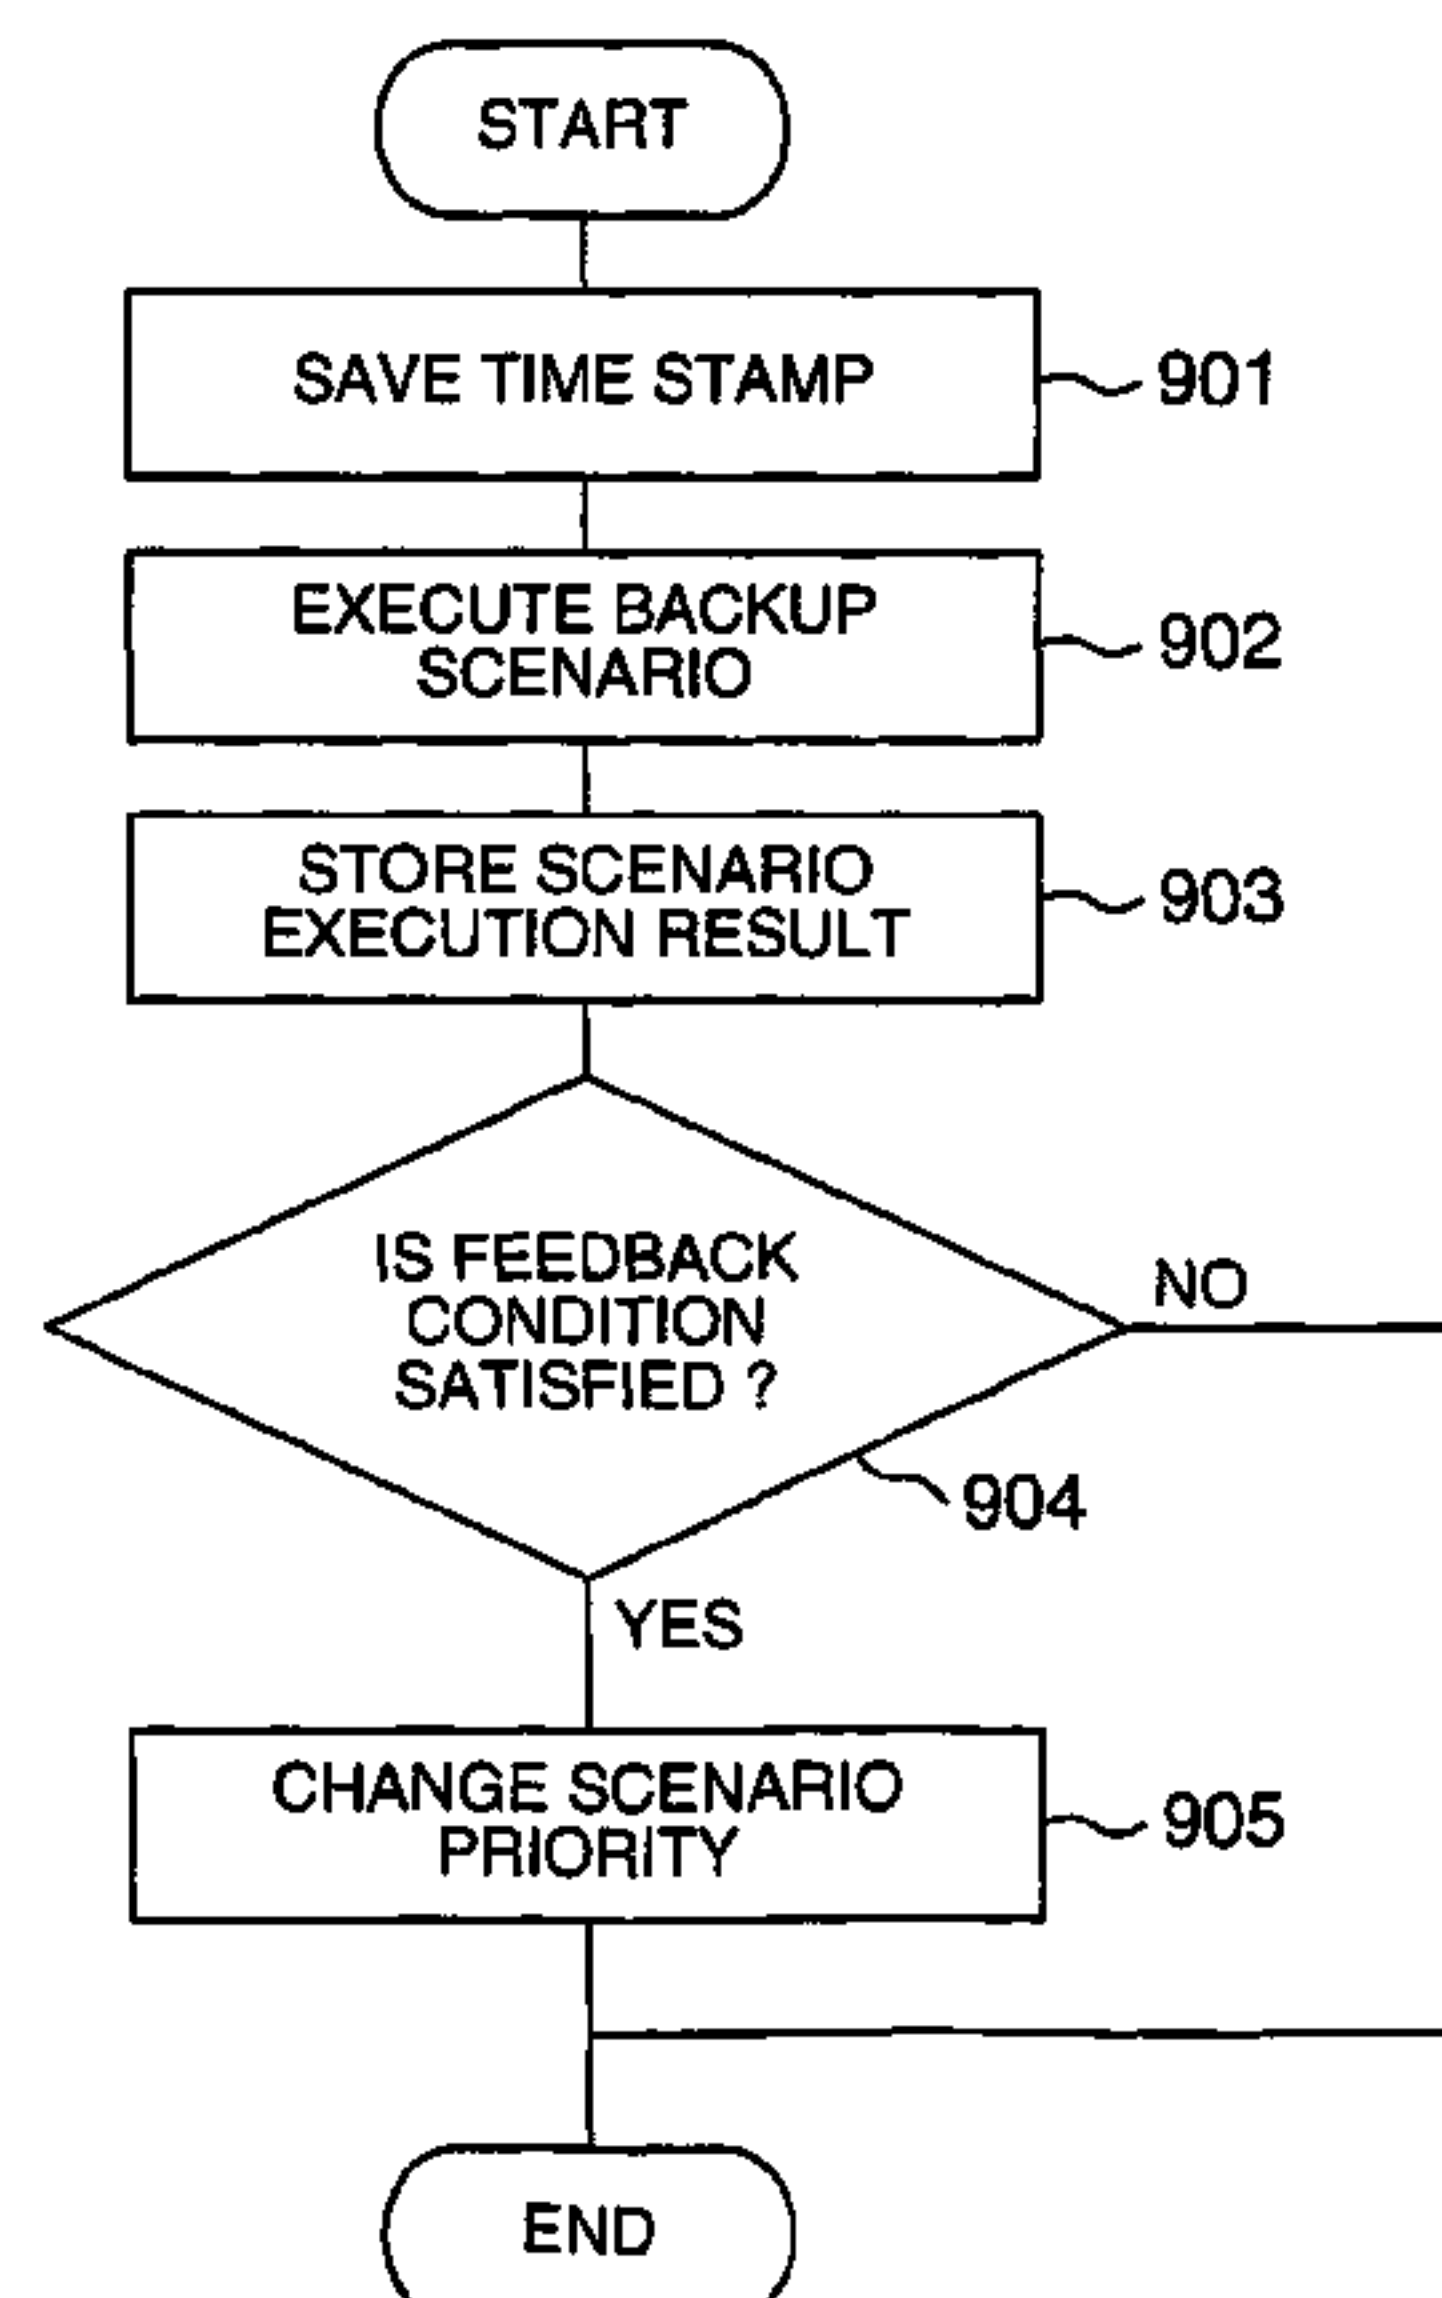 START
SAVE TIME STAMP
901
EXECUTE BACKUP
SCENARIO
902
STORE SCENARIO
EXECUTION RESULT
903
IS FEEDBACK
CONDITION
SATISFIED ?
NO
904
YES
CHANGE SCENARIO
PRIORITY
905
END